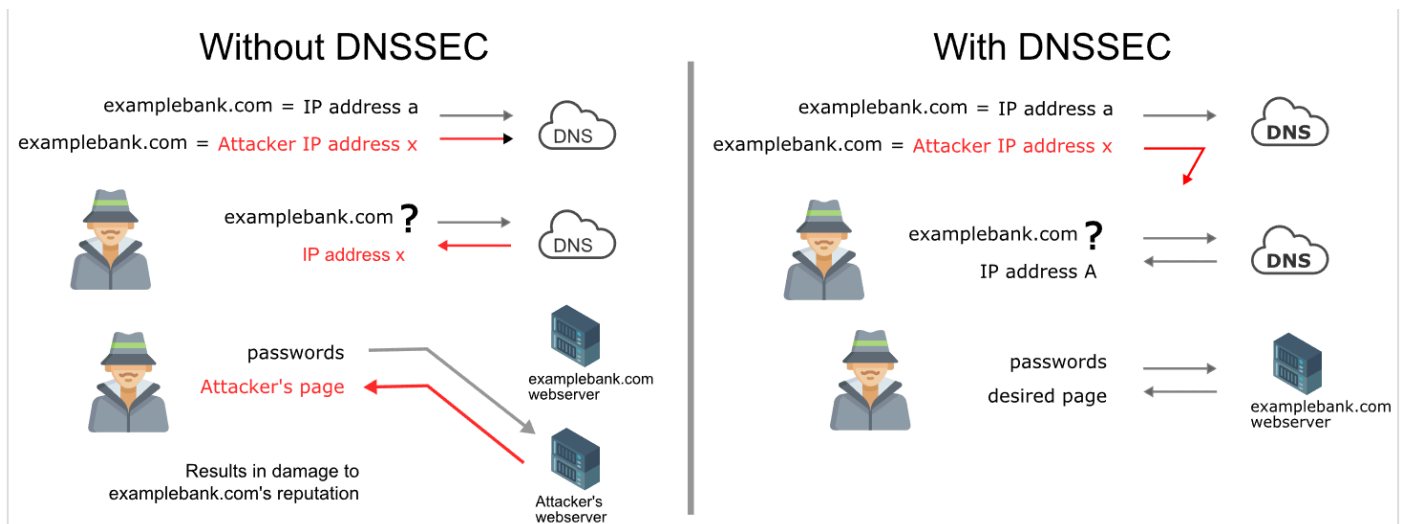 Without DNSSEC
examplebank.com = IP address a
DNS
examplebank.com = Attacker IP address x
examplebank.com ?
DNS
IP address x
passwords
Attacker's page
examplebank.com
webserver
Results in damage to
examplebank.com's reputation
Attacker's
webserver
With DNSSEC
examplebank.com = IP address a
DNS
examplebank.com = Attacker IP address x
examplebank.com ?
DNS
IP address A
passwords
desired page
examplebank.com
webserver